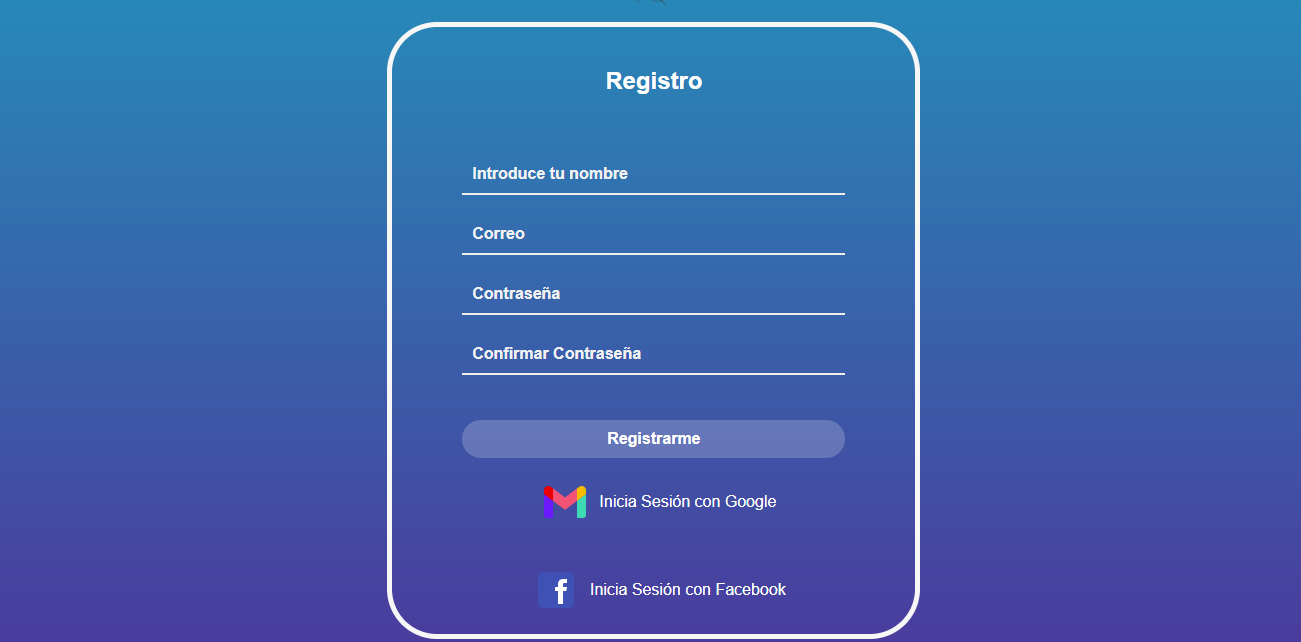 Registro
Introduce tu nombre
Correo
Contraseña
Confirmar Contraseña
Registrarme
Inicia Sesión con Google
Inicia Sesión con Facebook